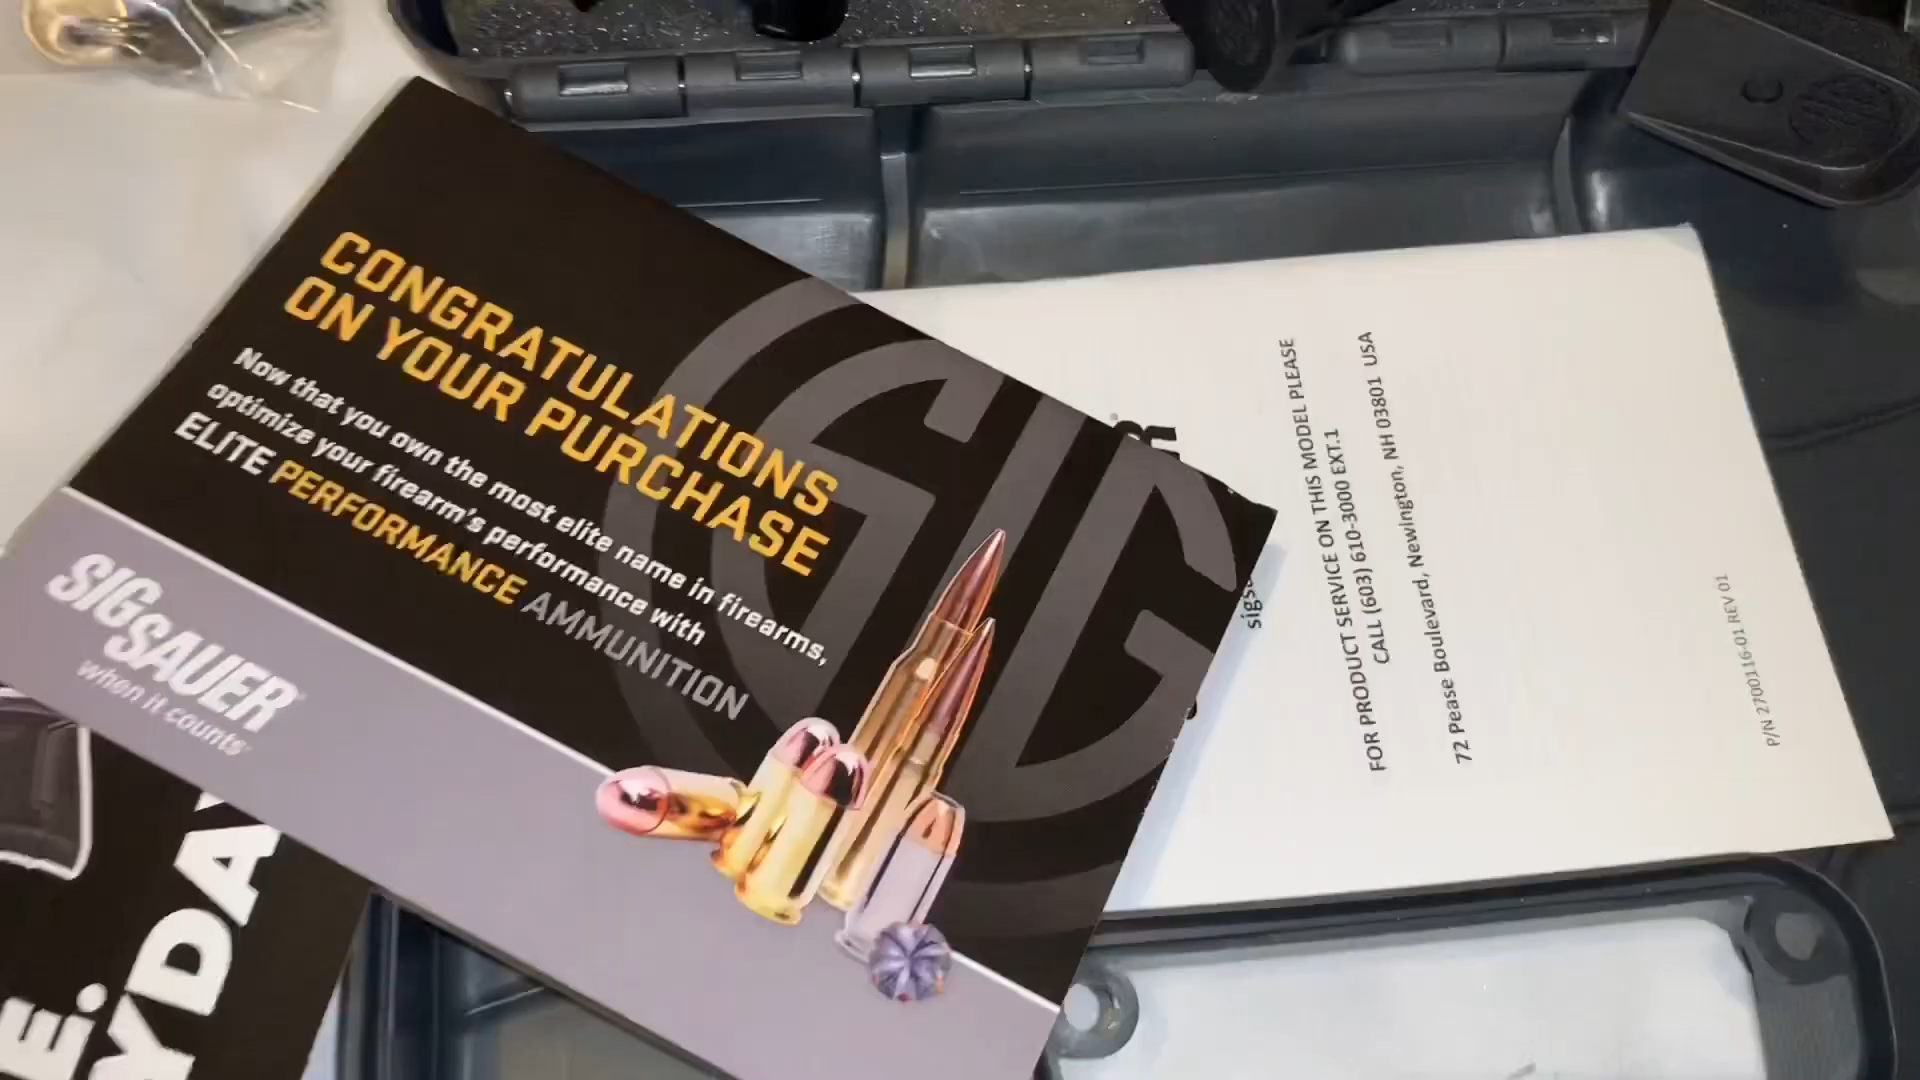 CONGRATULATIONS
ON YOUR PURCHASE
Now that you own the most elite name in firearms,
optimize your firearm's performance with
ELITE PERFORMANCE AMMUNITION
SIG
SAUER
when it counts
SIG
FOR PRODUCT SERVICE ON THIS MODEL PLEASE
CALL (603) 610-3000 EXT.1
72 Pease Boulevard, Newington, NH 03801 USA
P/N 2700116-01 REV 01